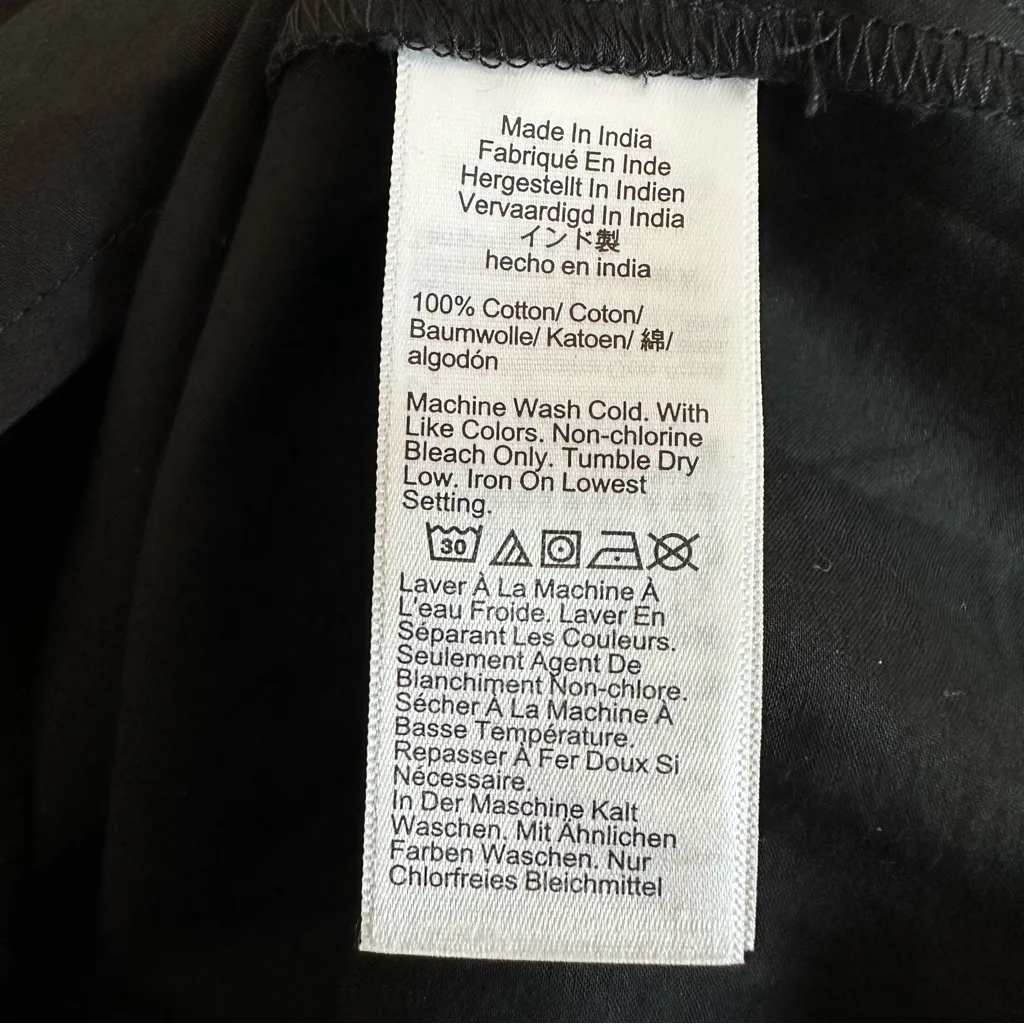 Made In India
Fabriqué En Inde
Hergestellt In Indien
Vervaardigd In India
インド製
hecho en india
100% Cotton/ Coton/
Baumwolle/ Katoen/ 綿/
algodón
Machine Wash Cold. With
Like Colors. Non-chlorine
Bleach Only. Tumble Dry
Low. Iron On Lowest
Setting.
30
Laver À La Machine À
L'eau Froide. Laver En
Séparant Les Couleurs.
Seulement Agent De
Blanchiment Non-chlore.
Sécher À La Machine À
Basse Température.
Repasser À Fer Doux Si
Nécessaire.
In Der Maschine Kalt
Waschen. Mit Ähnlichen
Farben Waschen. Nur
Chlorfreies Bleichmittel